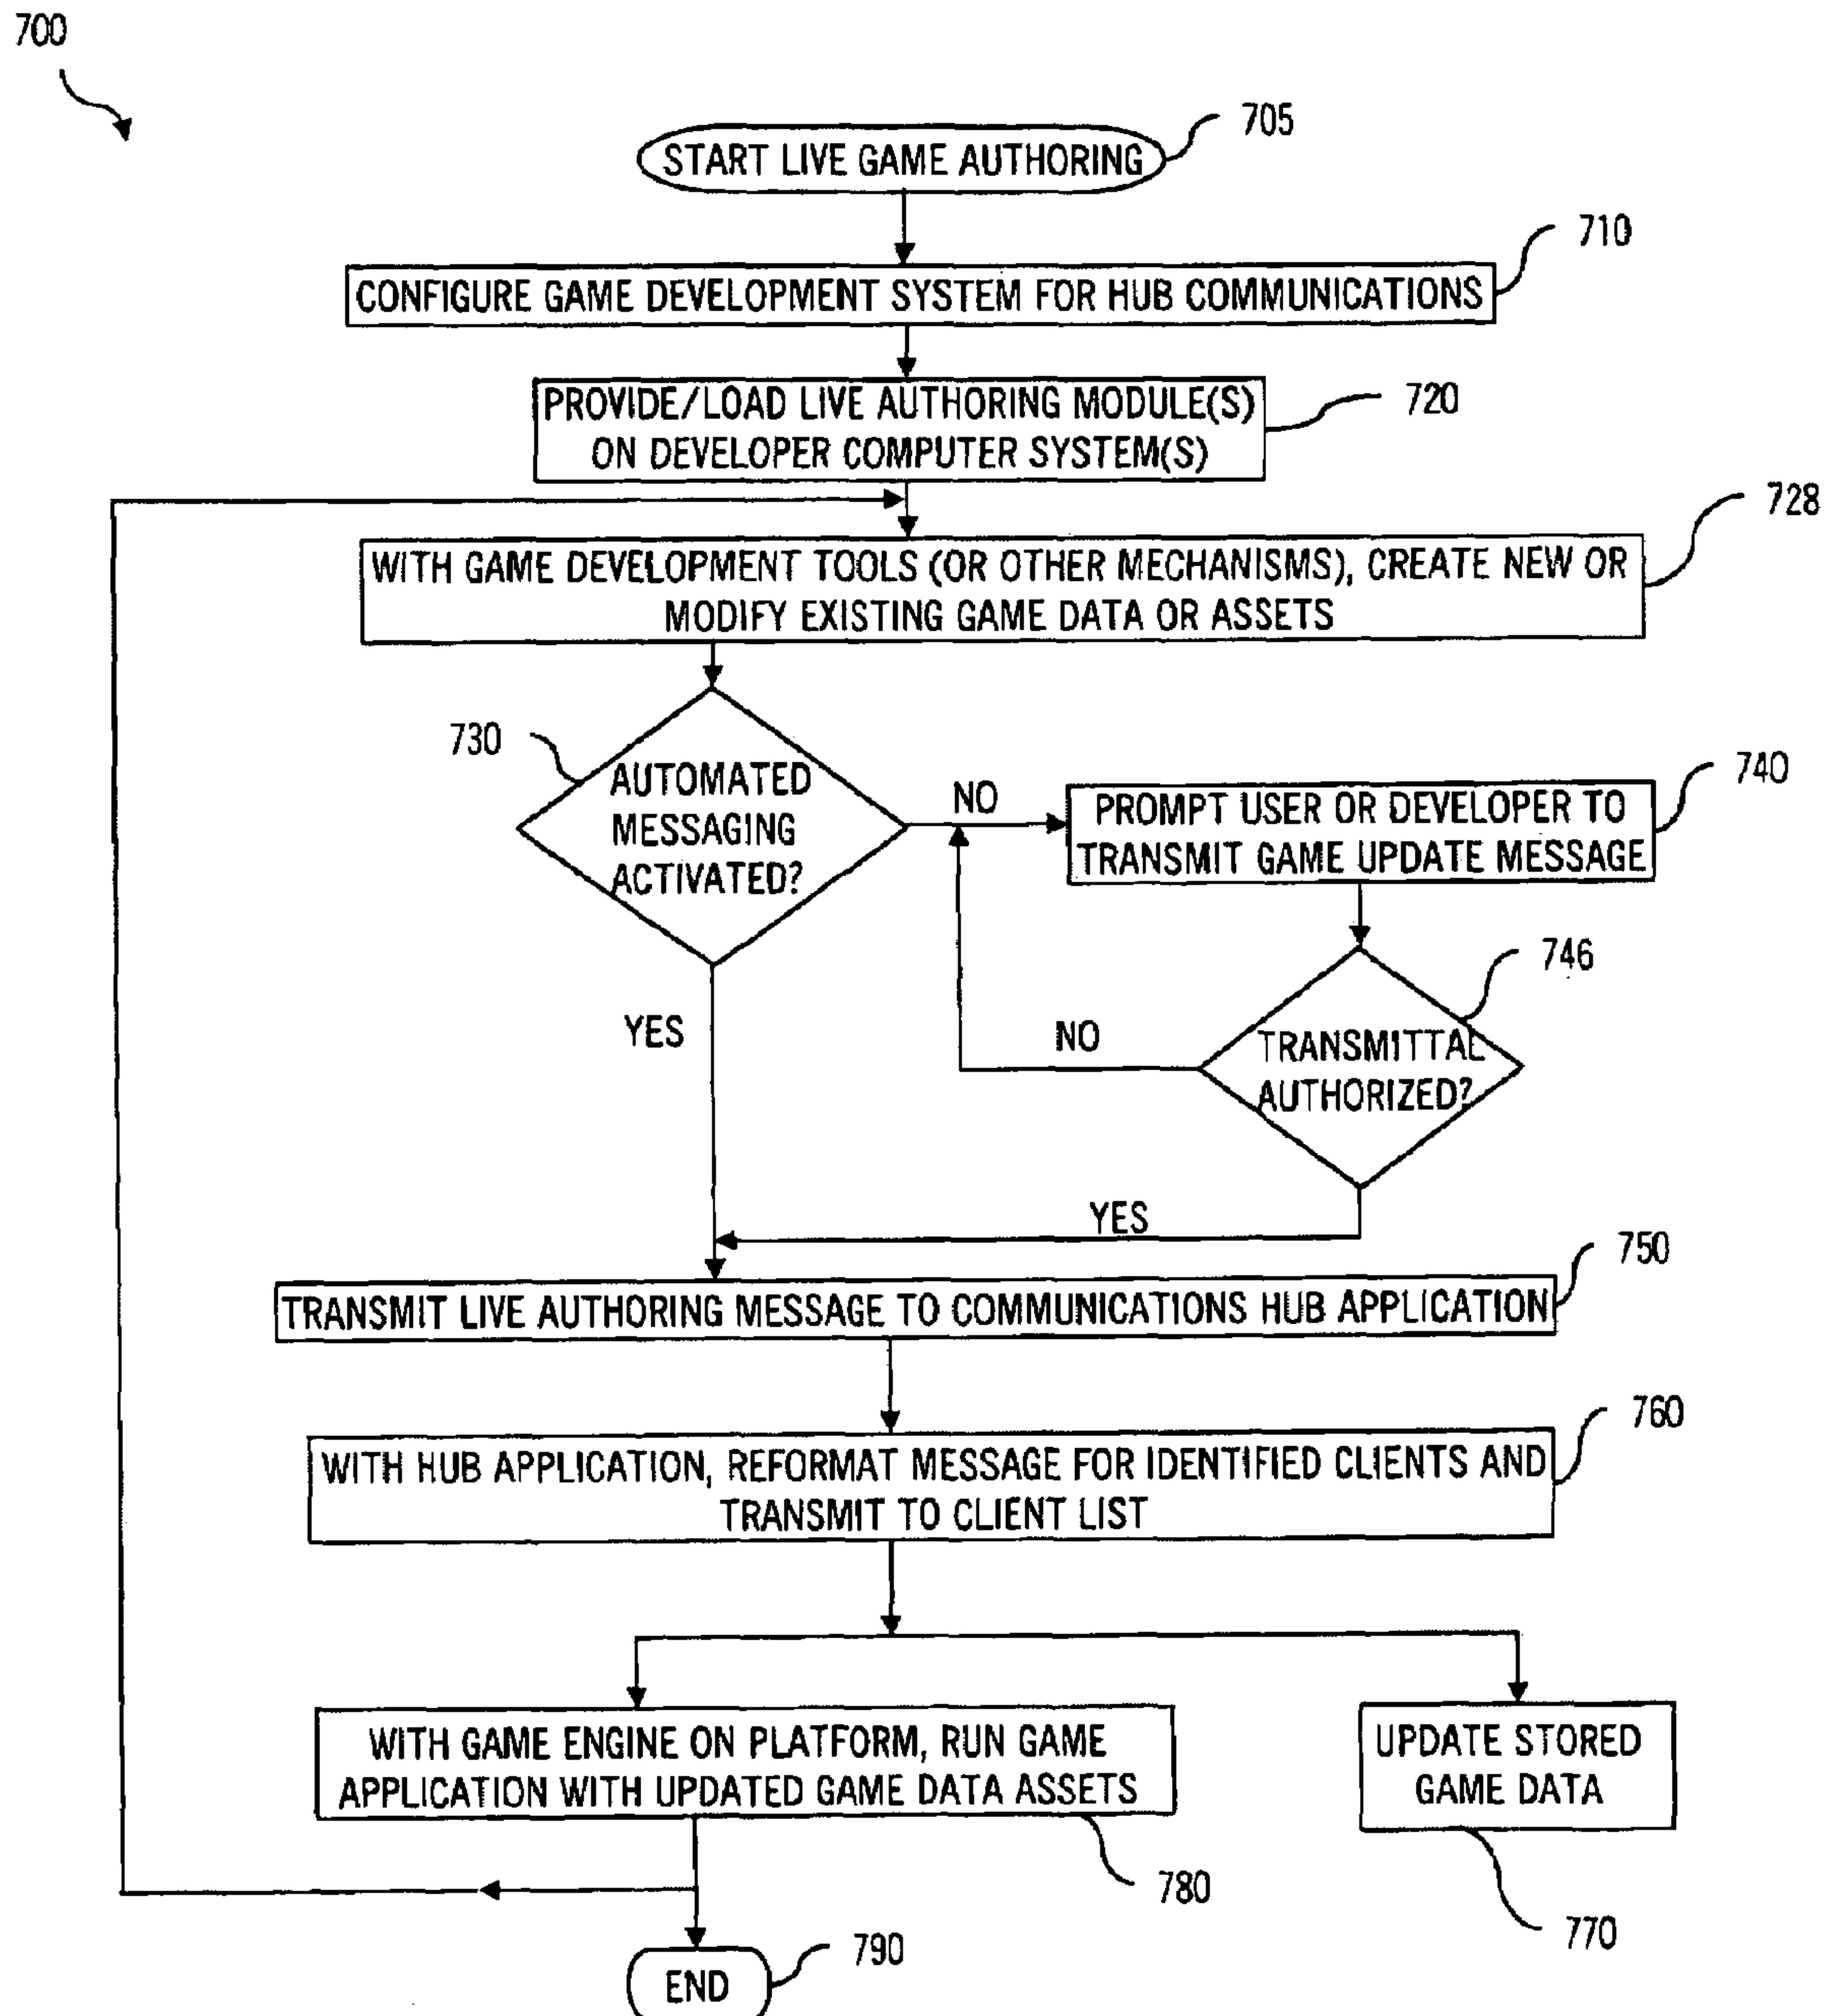 700
START LIVE GAME AUTHORING
705
CONFIGURE GAME DEVELOPMENT SYSTEM FOR HUB COMMUNICATIONS
710
PROVIDE/LOAD LIVE AUTHORING MODULE(S)
ON DEVELOPER COMPUTER SYSTEM(S)
720
WITH GAME DEVELOPMENT TOOLS (OR OTHER MECHANISMS), CREATE NEW OR
MODIFY EXISTING GAME DATA OR ASSETS
728
730
AUTOMATED
MESSAGING
ACTIVATED?
NO
PROMPT USER OR DEVELOPER TO
TRANSMIT GAME UPDATE MESSAGE
740
746
TRANSMITTAL
AUTHORIZED?
NO
YES
YES
TRANSMIT LIVE AUTHORING MESSAGE TO COMMUNICATIONS HUB APPLICATION
750
WITH HUB APPLICATION, REFORMAT MESSAGE FOR IDENTIFIED CLIENTS AND
TRANSMIT TO CLIENT LIST
760
WITH GAME ENGINE ON PLATFORM, RUN GAME
APPLICATION WITH UPDATED GAME DATA ASSETS
780
UPDATE STORED
GAME DATA
770
END
790